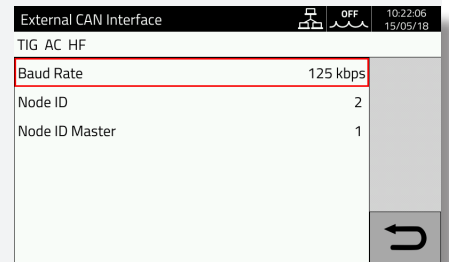 External CAN Interface
OFF
10:22:06
15/05/18
TIG AC HF
Baud Rate 125 kbps
Node ID 2
Node ID Master 1